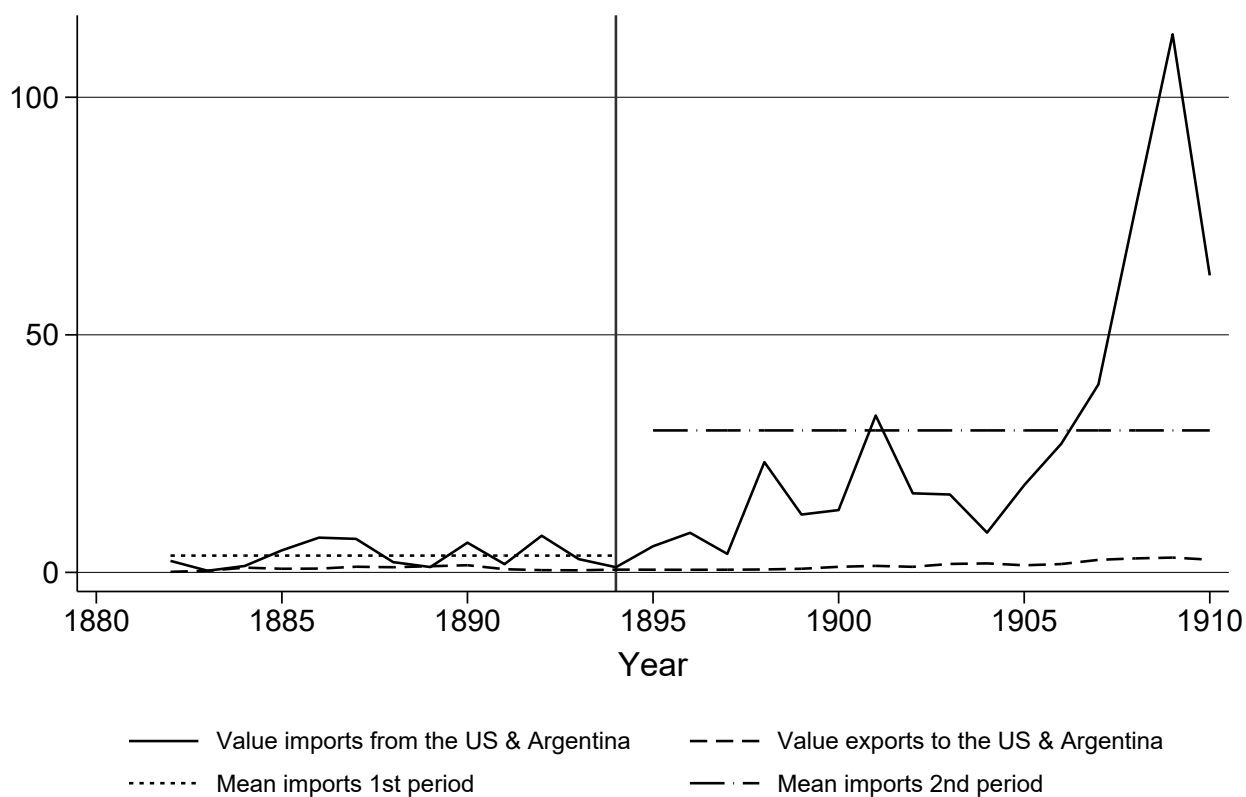 100
50
0
1880 1885 1890 1895 1900 1905 1910
Year
Value imports from the US & Argentina Value exports to the US & Argentina
Mean imports 1st period Mean imports 2nd period